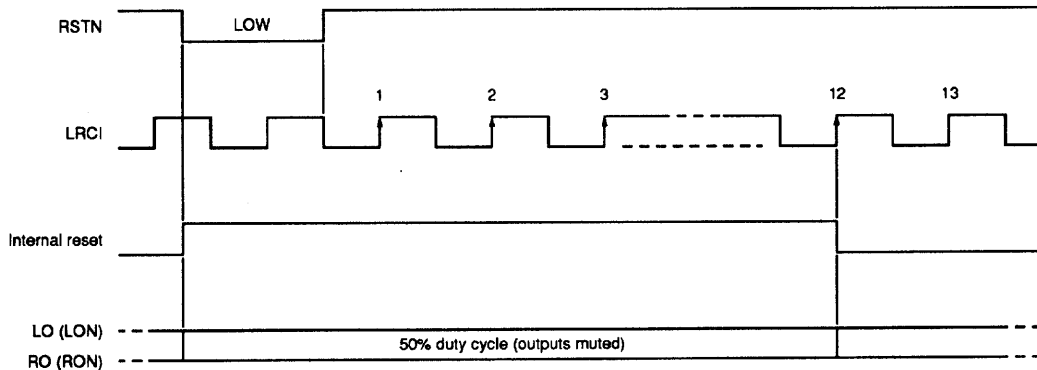 RSTN
LOW
1 2 3 12 13
LRCI
Internal reset
LO (LON)
50% duty cycle (outputs muted)
RO (RON)